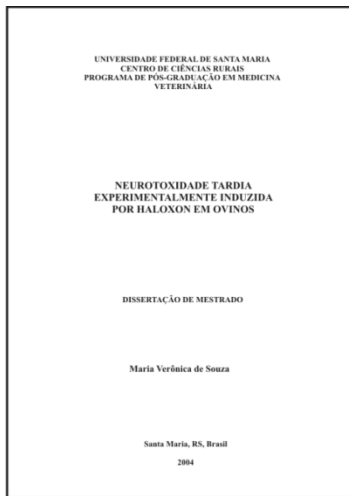 UNIVERSIDADE FEDERAL DE SANTA MARIA
CENTRO DE CIÊNCIAS RURAIS
PROGRAMA DE PÓS-GRADUAÇÃO EM MEDICINA
VETERINÁRIA
NEUROTOXIDADE TARDIA
EXPERIMENTALMENTE INDUZIDA
POR HALOXON EM OVINOS
DISSERTAÇÃO DE MESTRADO
Maria Verônica de Souza
Santa Maria, RS, Brasil
2004